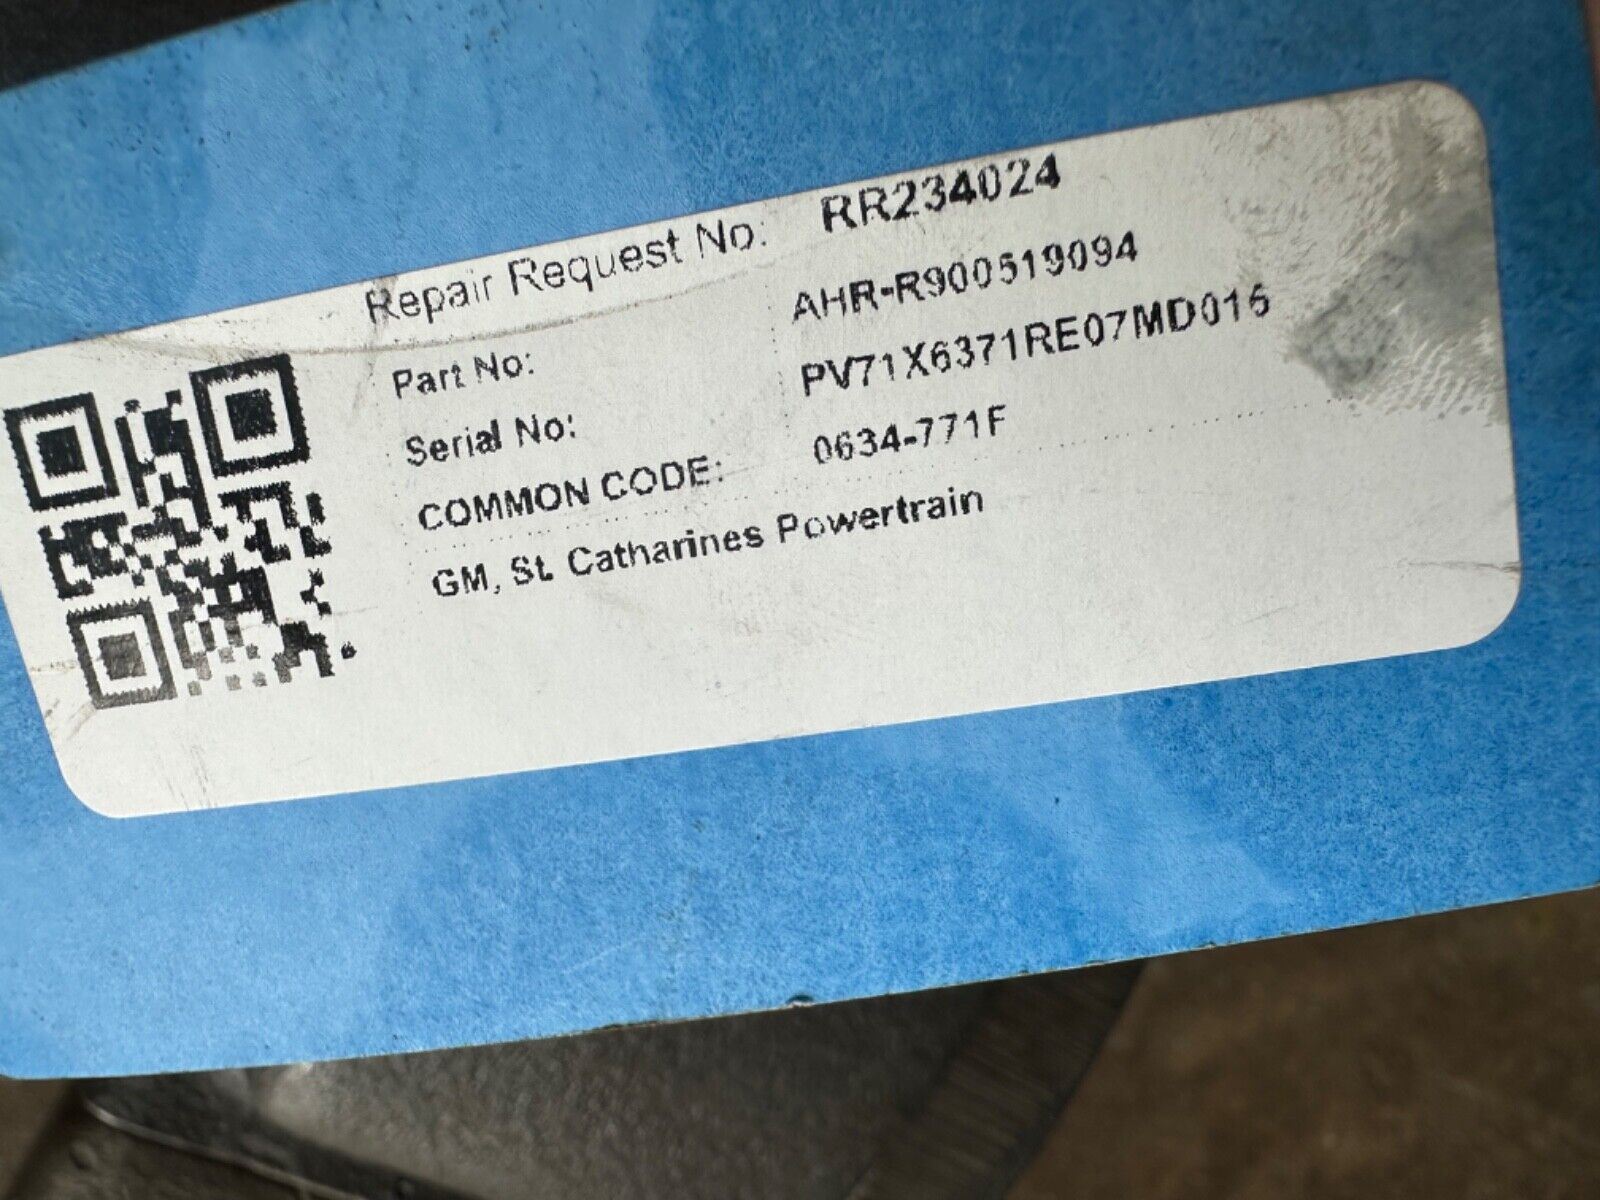 Repair Request No: RR234024
Part No: AHR-R900519094
Serial No: PV71X6371RE07MD016
COMMON CODE: 0634-771F
GM, St. Catharines Powertrain